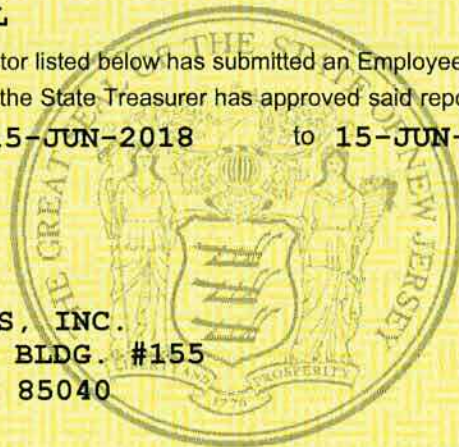 tor listed below has submitted an Employee
the State Treasurer has approved said repo
15-JUN-2018 to 15-JUN-
THE GREAT SEAL OF THE STATE OF NEW JERSEY
S, INC.
BLDG. #155
85040
LIBERTY AND PROSPERITY
1776